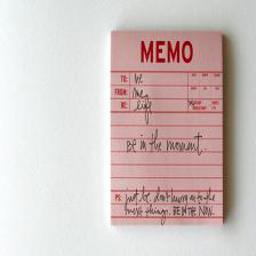 MEMO
TO: me
FROM: me
RE: life
Be in the moment.
PS: just be. don't hurry on to the
next things. BE IN THE NOW.